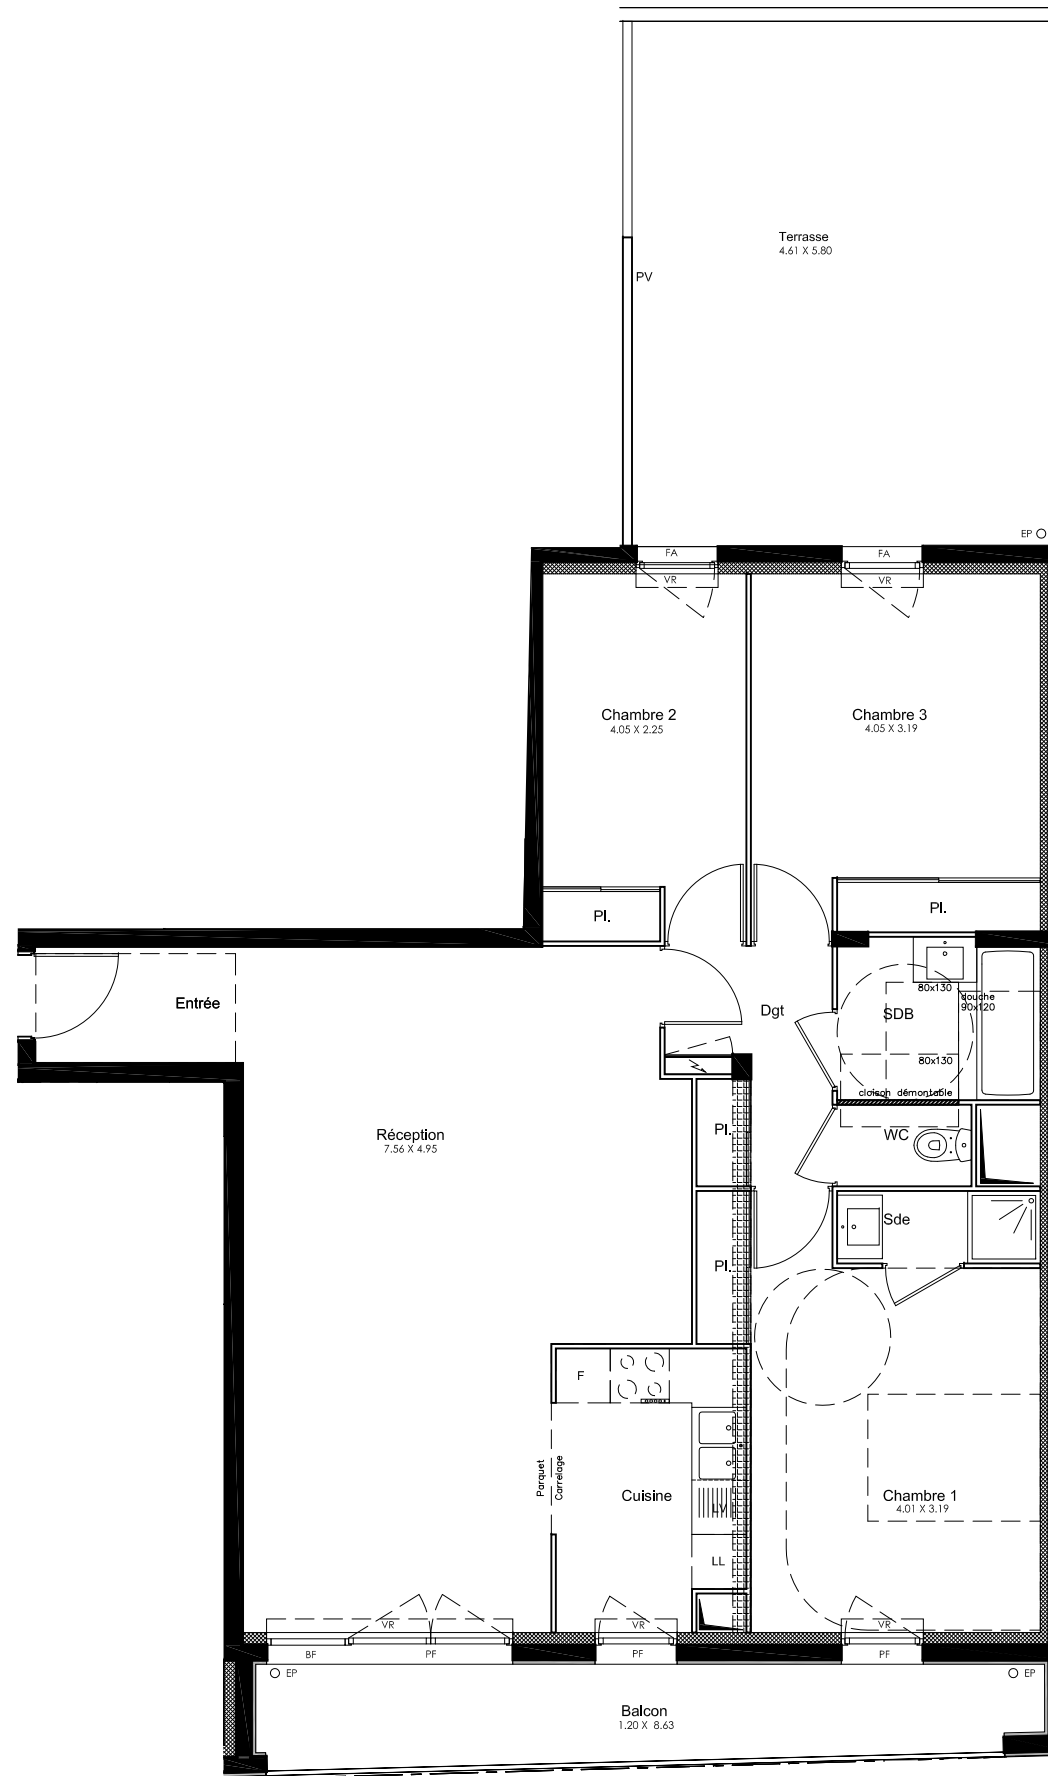 Terrasse
4.61 X 5.80
PV
EP
FA
FA
VR
VR
Chambre 2
4.05 X 2.25
Chambre 3
4.05 X 3.19
Pl.
Pl.
Entrée
Dgt
80x130
douche
90x120
SDB
80x130
cloison démontable
Réception
7.56 X 4.95
Pl.
WC
Sde
Pl.
F
Parquet
Carrelage
Cuisine
LV
Chambre 1
4.01 X 3.19
LL
VR
VR
VR
BF
PF
PF
PF
EP
EP
Balcon
1.20 X 8.63